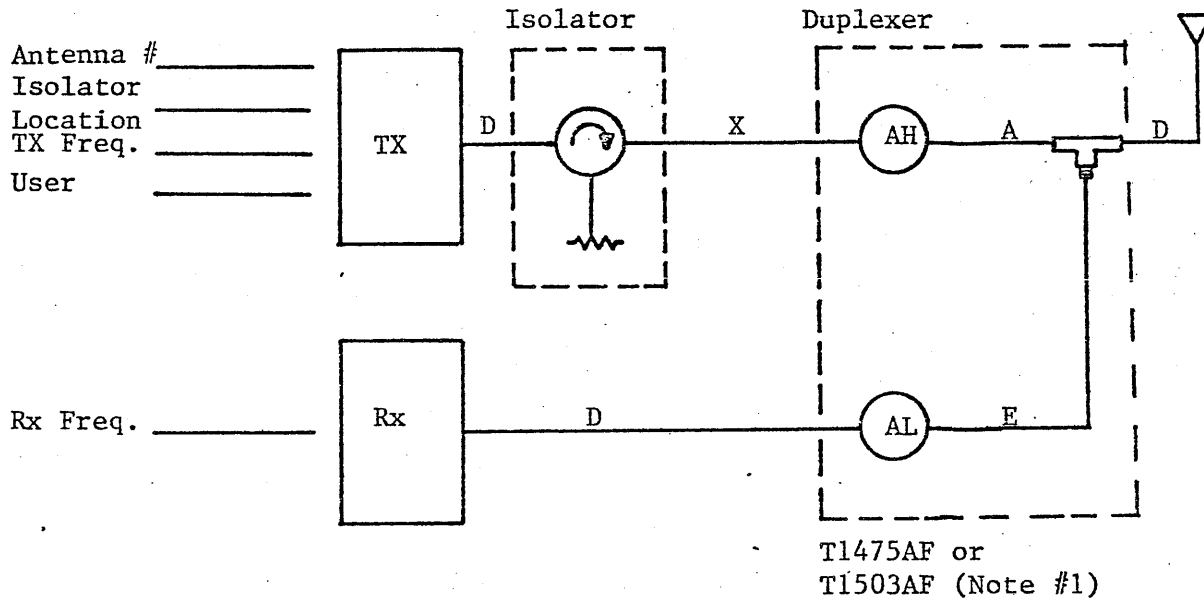 Isolator
Duplexer
Antenna #
Isolator
Location
TX Freq.
User
TX
D
X
AH
A
D
Rx Freq.
Rx
D
AL
E
T1475AF or
T1503AF (Note #1)